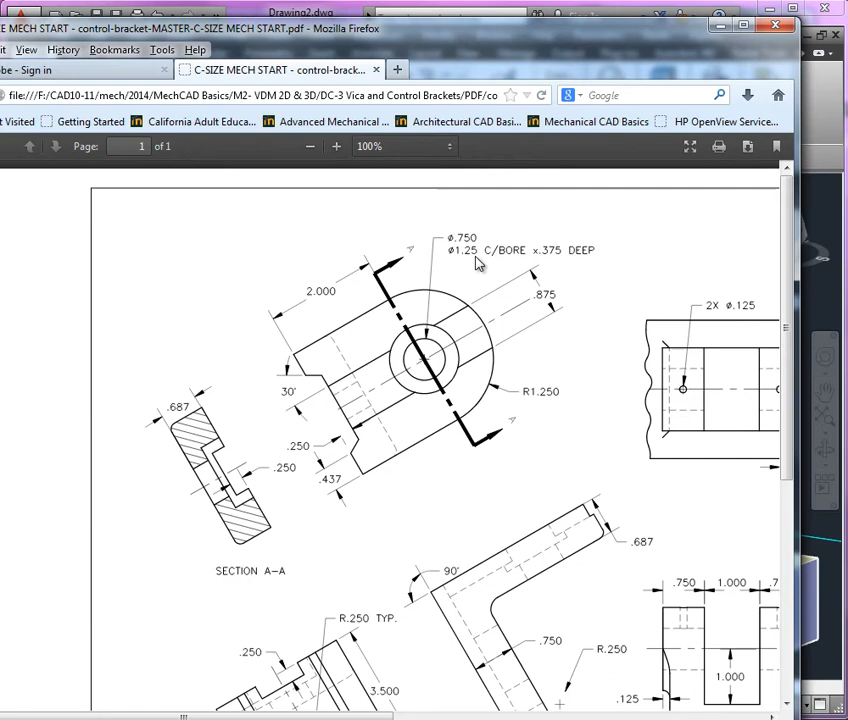 Drawing2.dwg
ZE MECH START - control-bracket-MASTER-C-SIZE MECH START.pdf - Mozilla Firefox
it View History Bookmarks Tools Help
be - Sign in
C-SIZE MECH START - control-brack...
file:///F:/CAD10-11/mech/2014/MechCAD Basics/M2- VDM 2D & 3D/DC-3 Vica and Control Brackets/PDF/co
Google
t Visited Getting Started California Adult Educa... Advanced Mechanical ... Architectural CAD Basi... Mechanical CAD Basics HP OpenView Service...
Page: 1 of 1
100%
ø.750
ø1.25 C/BORE x.375 DEEP
A
2.000
.875
2X ø.125
30'
R1.250
.687
A
.250
.250
.437
SECTION A-A
.687
90'
R.250 TYP.
.750
R.250
.250
3.500
.750 1.000 .7
1.000
.125